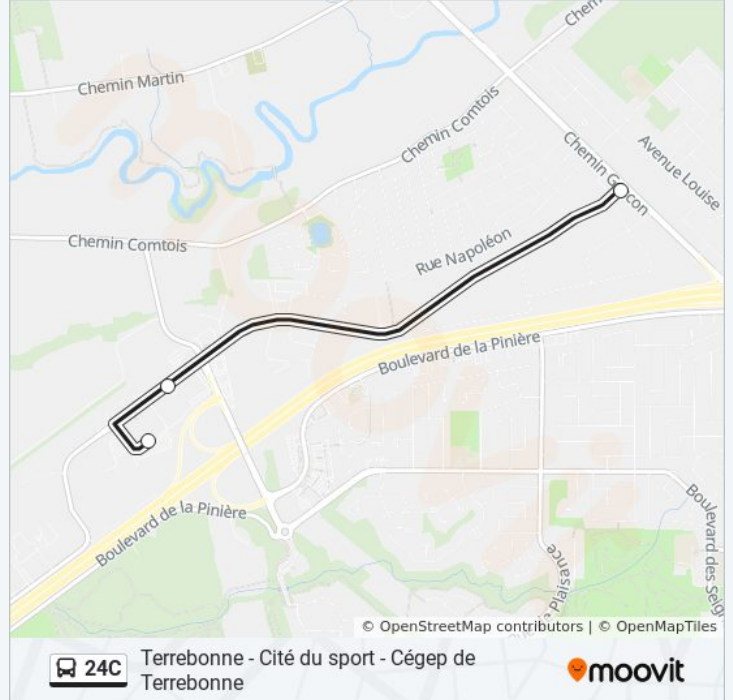 Chem
Chemin Martin
Chemin Comtois
Chemin Gascon
Avenue Louise
Chemin Comtois
Rue Napoléon
Boulevard de la Pinière
Boulevard de la Pinière
Boulevard des Seig
Plaisance
© OpenStreetMap contributors | © OpenMapTiles
24C
Terrebonne - Cité du sport - Cégep de
Terrebonne
moovit